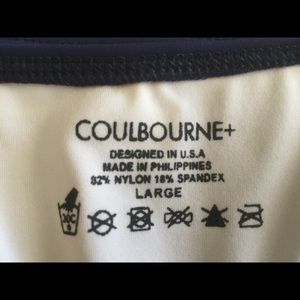 COULBOURNE+
DESIGNED IN U.S.A
MADE IN PHILIPPINES
82% NYLON 18% SPANDEX
LARGE